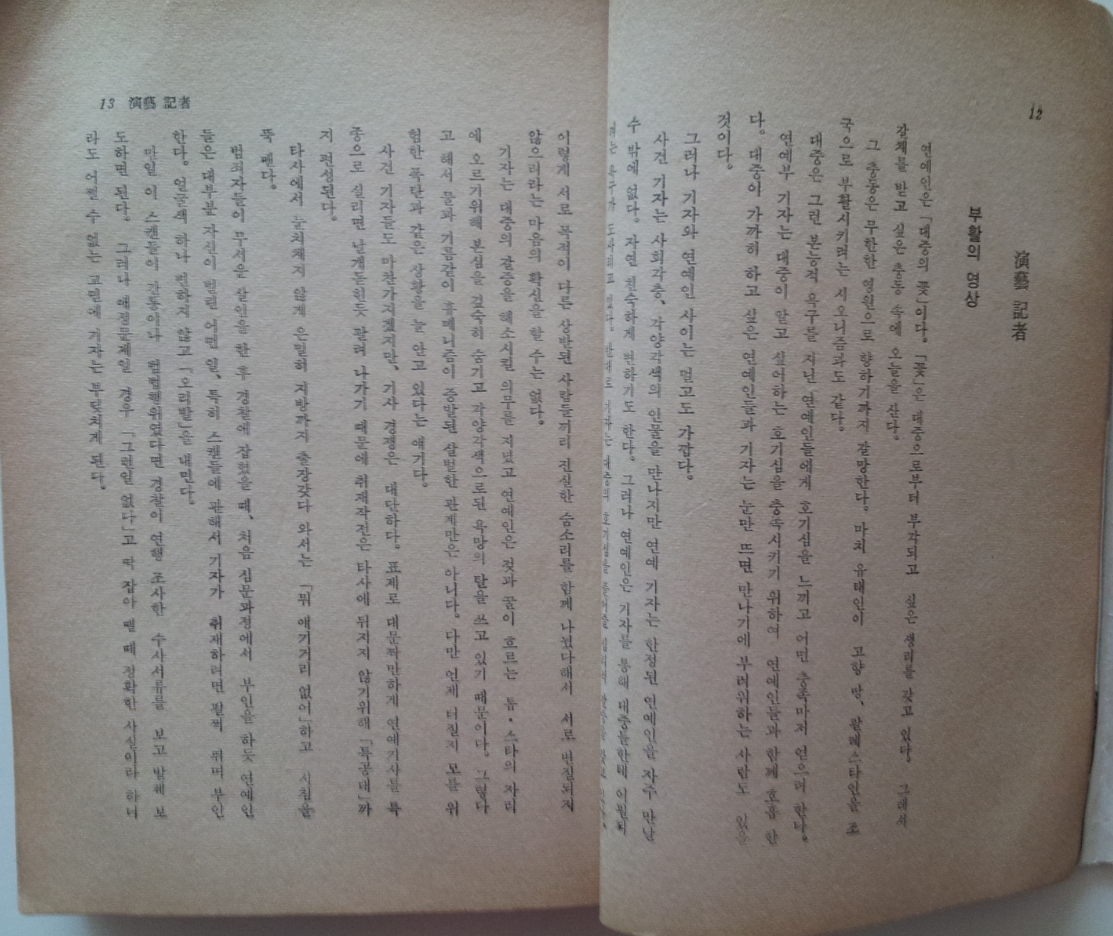 12
演藝 記者
부활의 영상
연예인은 「대중의 꽃」이다. 「꽃」은 대중으로부터 부각되고 싶은 생태를 갖고 있다. 그래서
갈채를 받고 싶은 충동 속에 오늘을 산다.
그 충동은 무한한 영원으로 향하기까지 갈망한다. 마치 유태인이 고향 땅, 팔레스타인을 조
국으로 부활시키려는 시오니즘과도 같다.
대중은 그런 본능적 욕구를 지닌 연예인들에게 호기심을 느끼고 어떤 충족마저 얻으려 한다.
연예부 기자는 대중이 알고 싶어하는 호기심을 충족시키기 위하여 연예인들과 함께 호흡 한
다. 대중이 가까히 하고 싶은 연예인들과 기자는 눈만 뜨면 만나기에 부러워하는 사람도 있을
것이다.
그러나 기자와 연예인 사이는 멀고도 가깝다.
사건 기자는 사회각층, 각양각색의 인물을 만나지만 연예 기자는 한정된 연예인을 자주 만날
수 밖에 없다. 자연 친숙하게 변하기도 한다. 그러나 연예인은 기자를 통해 대중들한테 어필되
13 演藝 記者
이렇게 서로 목적이 다른 상반된 사람들끼리 진실한 숨소리를 함께 나눴다해서 서로 변질되지
않으리라는 마음의 확신을 할 수는 없다.
기자는 대중의 갈증을 해소시킬 의무를 지녔고 연예인은 젖과 꿀이 흐르는 톱·스타의 자리
에 오르기위해 본심을 깊숙히 숨기고 각양각색으로된 욕망의 탈을 쓰고 있기 때문이다. 그렇다
고 해서 물과 기름같이 휴매니즘이 증발된 살벌한 관계만은 아니다. 다만 언제 터질지 모를 위
험한 폭탄과 같은 상황을 늘 안고 있다는 얘기다.
사건 기자들도 마찬가지겠지만, 기사 경쟁은 대단하다. 표제로 대문짝만하게 연예기사를 특
종으로 실리면 날개돋힌듯 팔려 나가기 때문에 취재작전은 타사에 뒤지지 않기위해 「특공대」까
지 편성된다.
타사에서 눈치채지 않게 은밀히 지방까지 출장갔다 와서는 「뭐 얘기거리 없어」하고 시침을
뚝 뗀다.
범죄자들이 무서운 살인을 한 후 경찰에 잡혔을 때, 처음 심문과정에서 부인을 하듯 연예인
들은 대부분 자신이 관련 어떤 일, 특히 스캔들에 관해서 기자가 취재하려면 펄쩍 뛰며 부인
한다. 얼굴색 하나 변하지 않고 「오리발」을 내민다.
만일 이 스캔들이 간통이나 범법행위였다면 경찰이 연행 조사한 수사서류를 보고 발췌 보
도하면 된다. 그러나 애정문제일 경우 「그런일 없다」고 딱 잡아 뗄 때 정확한 사실이라 하더
라도 어쩔 수 없는 고민에 기자는 부닥치게 된다.